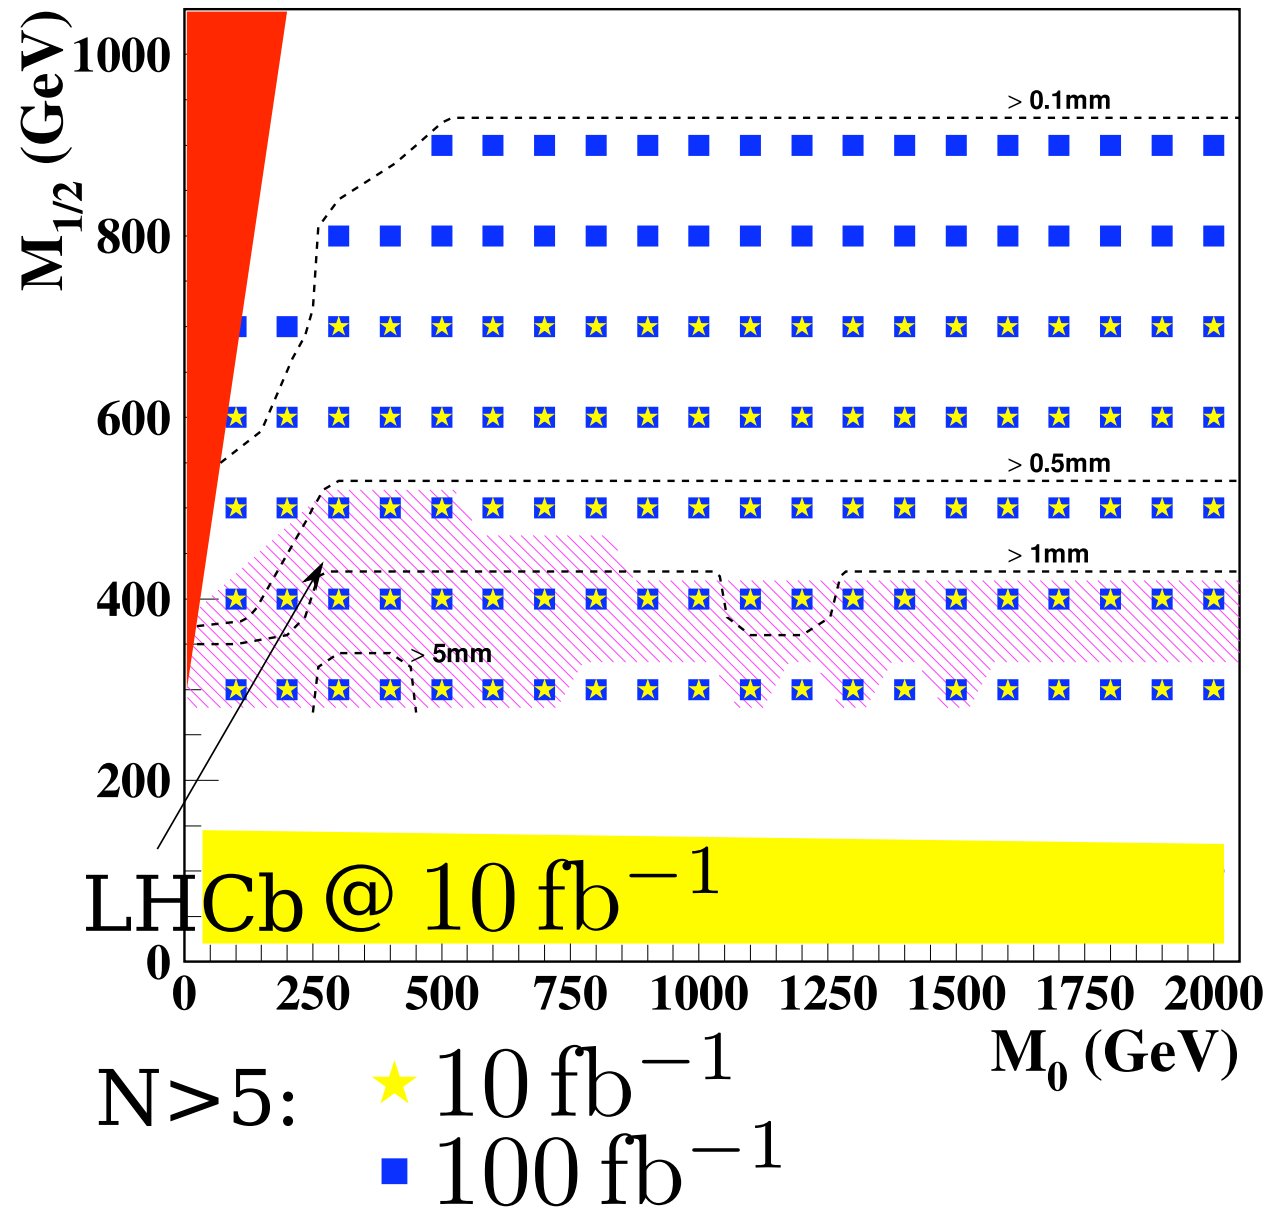 M1/2 (GeV)
1000
> 0.1mm
800
600
> 0.5mm
> 1mm
400
> 5mm
200
LHCb @ 10 fb−1
0
0 250 500 750 1000 1250 1500 1750 2000
M0 (GeV)
N>5: ★ 10 fb−1
■ 100 fb−1